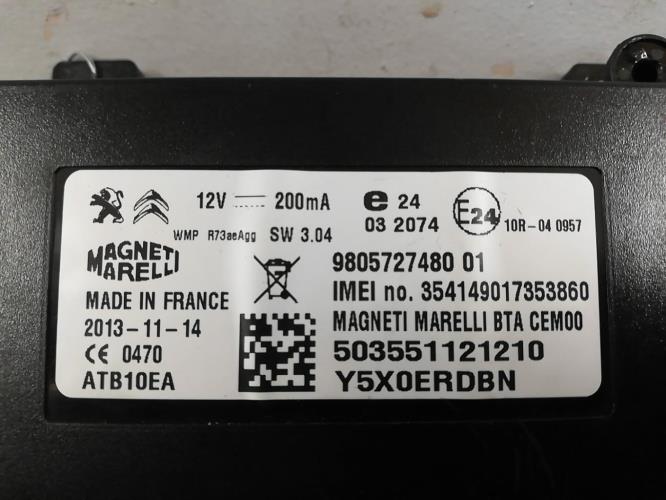 12V 200mA e 24
03 2074 E24 10R-04 0957
WMP R73aeAgg SW 3.04
MAGNETI
MARELLI
9805727480 01
IMEI no. 354149017353860
MADE IN FRANCE
MAGNETI MARELLI BTA CEM00
2013-11-14
503551121210
CE 0470
ATB10EA
Y5X0ERDBN